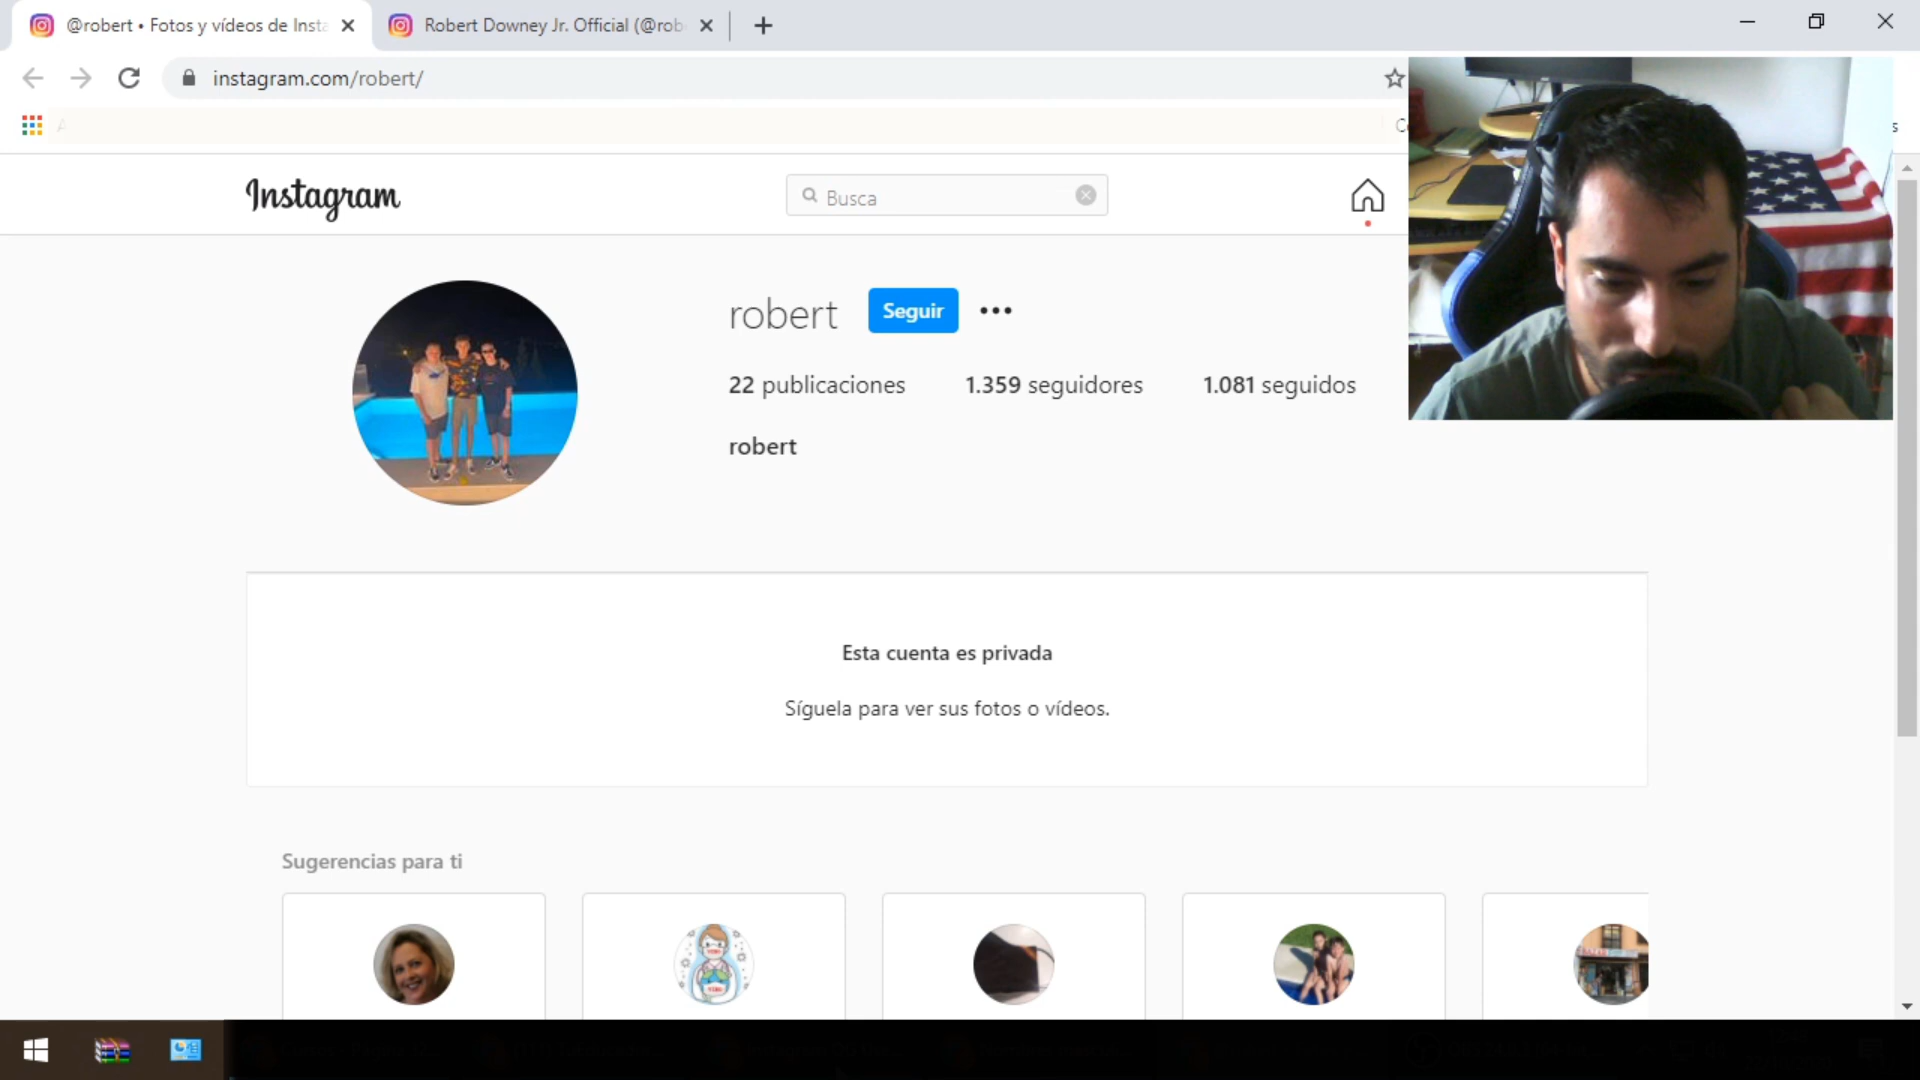 @robert • Fotos y vídeos de Insta
Robert Downey Jr. Official (@rob
instagram.com/robert/
Instagram
Busca
robert
Seguir
22 publicaciones
1.359 seguidores
1.081 seguidos
robert
Esta cuenta es privada
Síguela para ver sus fotos o vídeos.
Sugerencias para ti